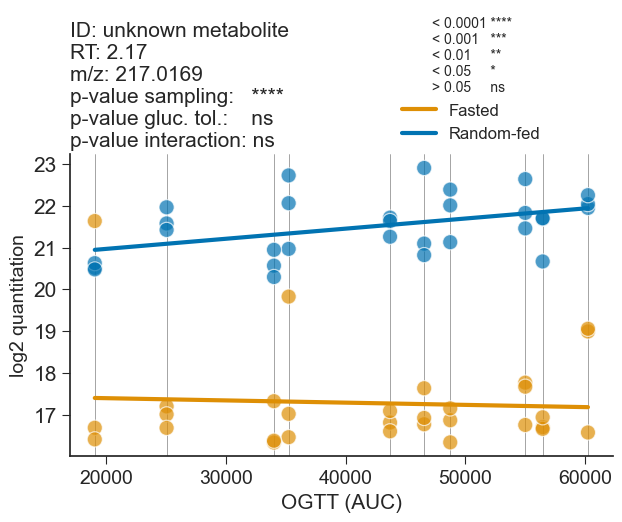 ID: unknown metabolite
RT: 2.17
m/z: 217.0169
p-value sampling: ****
p-value gluc. tol.: ns
p-value interaction: ns
< 0.0001 ****
< 0.001 ***
< 0.01 **
< 0.05 *
> 0.05 ns
Fasted
Random-fed
log2 quantitation
23
22
21
20
19
18
17
20000 30000 40000 50000 60000
OGTT (AUC)